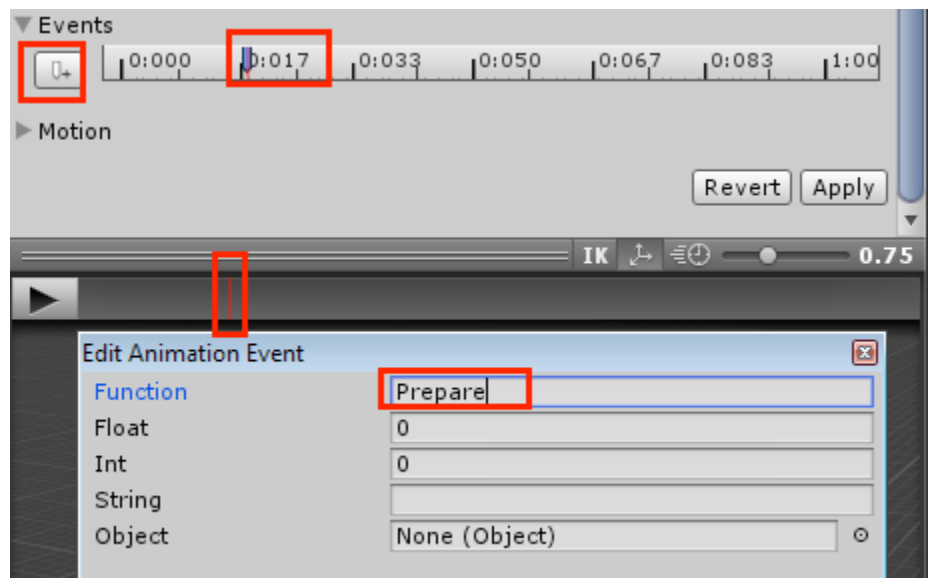 Events
0:000 0:017 0:033 0:050 0:067 0:083 1:00
Motion
Revert Apply
IK 0.75
Edit Animation Event
Function Prepare
Float 0
Int 0
String
Object None (Object)